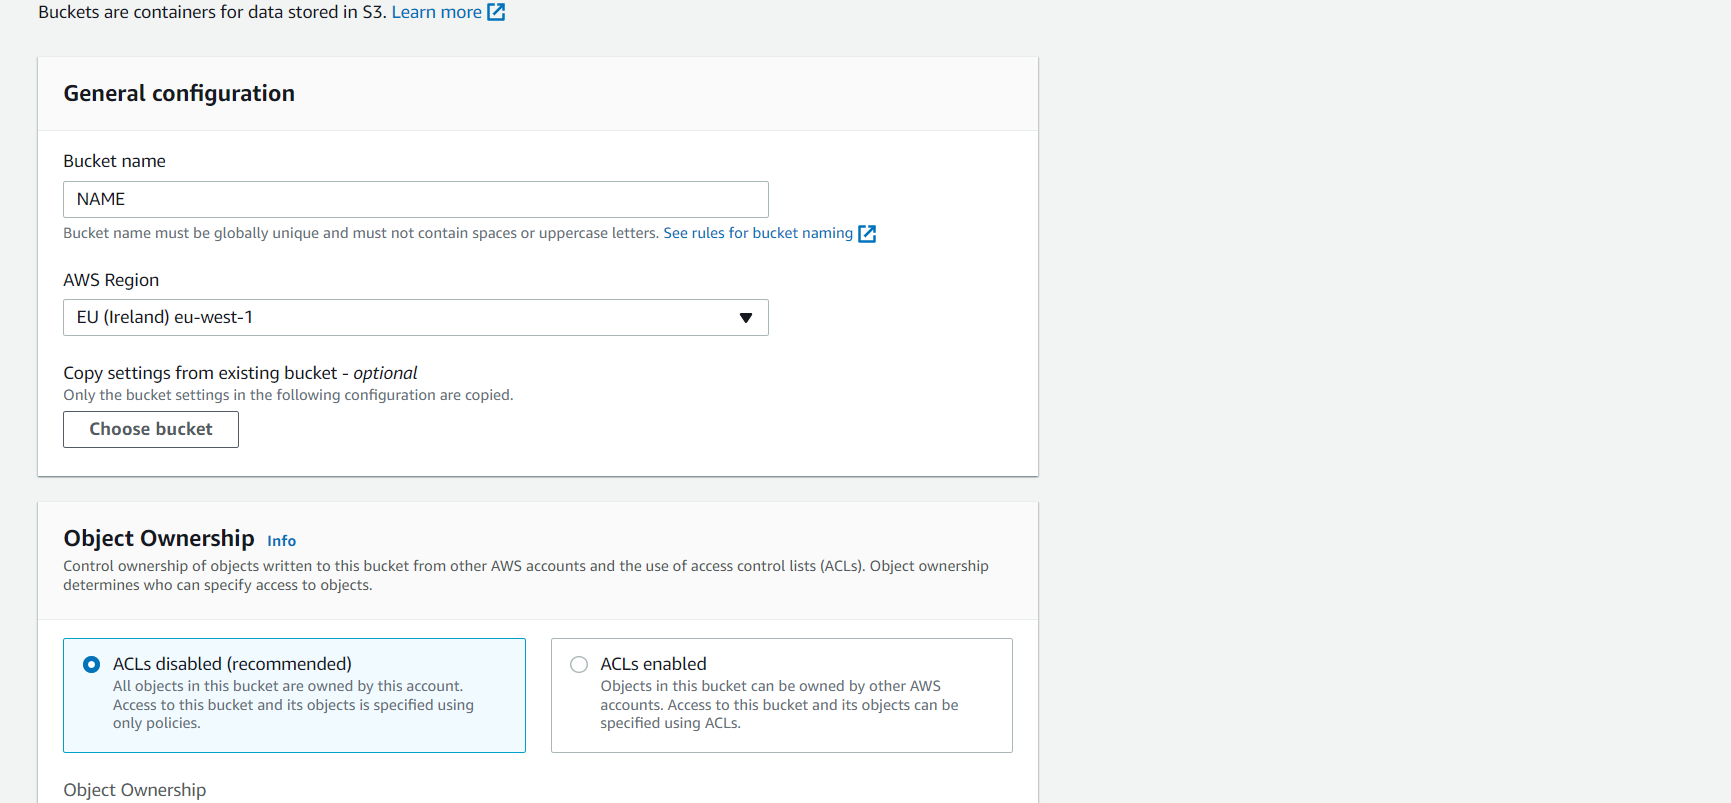 Buckets are containers for data stored in S3. Learn more
General configuration
Bucket name
NAME
Bucket name must be globally unique and must not contain spaces or uppercase letters. See rules for bucket naming
AWS Region
EU (Ireland) eu-west-1
Copy settings from existing bucket - optional
Only the bucket settings in the following configuration are copied.
Choose bucket
Object Ownership Info
Control ownership of objects written to this bucket from other AWS accounts and the use of access control lists (ACLs). Object ownership
determines who can specify access to objects.
ACLs disabled (recommended)
All objects in this bucket are owned by this account.
Access to this bucket and its objects is specified using
only policies.
ACLs enabled
Objects in this bucket can be owned by other AWS
accounts. Access to this bucket and its objects can be
specified using ACLs.
Object Ownership